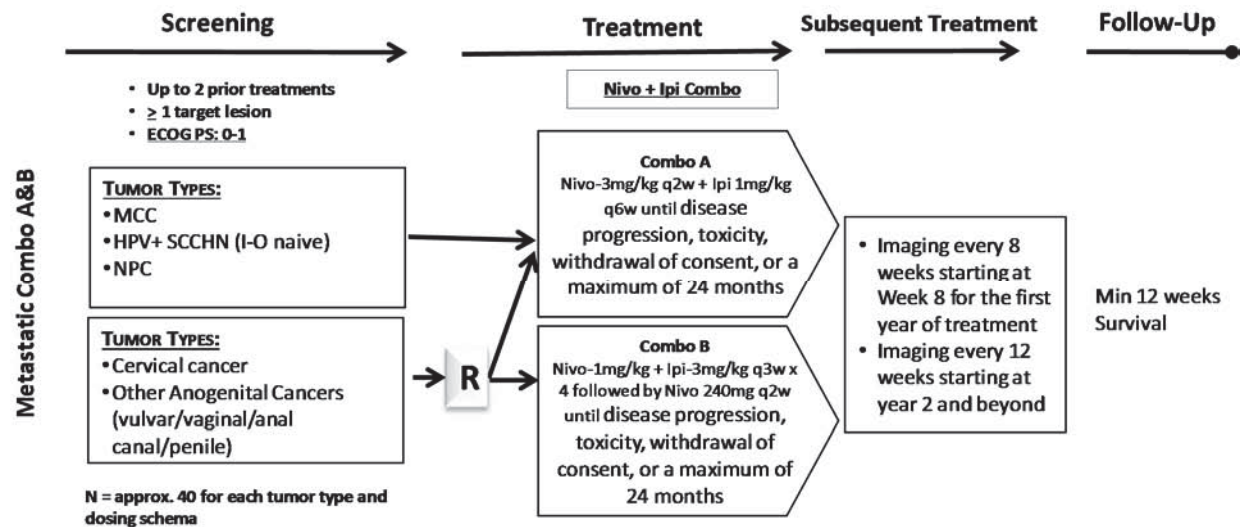 Screening
Treatment
Subsequent Treatment
Follow-Up
Metastatic Combo A&B
• Up to 2 prior treatments
• ≥ 1 target lesion
• ECOG PS: 0-1
TUMOR TYPES:
•MCC
•HPV+ SCCHN (I-O naive)
•NPC
TUMOR TYPES:
•Cervical cancer
•Other Anogenital Cancers
(vulvar/vaginal/anal
canal/penile)
N = approx. 40 for each tumor type and
dosing schema
R
Nivo + Ipi Combo
Combo A
Nivo-3mg/kg q2w + Ipi 1mg/kg
q6w until disease
progression, toxicity,
withdrawal of consent, or a
maximum of 24 months
Combo B
Nivo-1mg/kg + Ipi-3mg/kg q3w x
4 followed by Nivo 240mg q2w
until disease progression,
toxicity, withdrawal of
consent, or a maximum of
24 months
• Imaging every 8
weeks starting at
Week 8 for the first
year of treatment
• Imaging every 12
weeks starting at
year 2 and beyond
Min 12 weeks
Survival